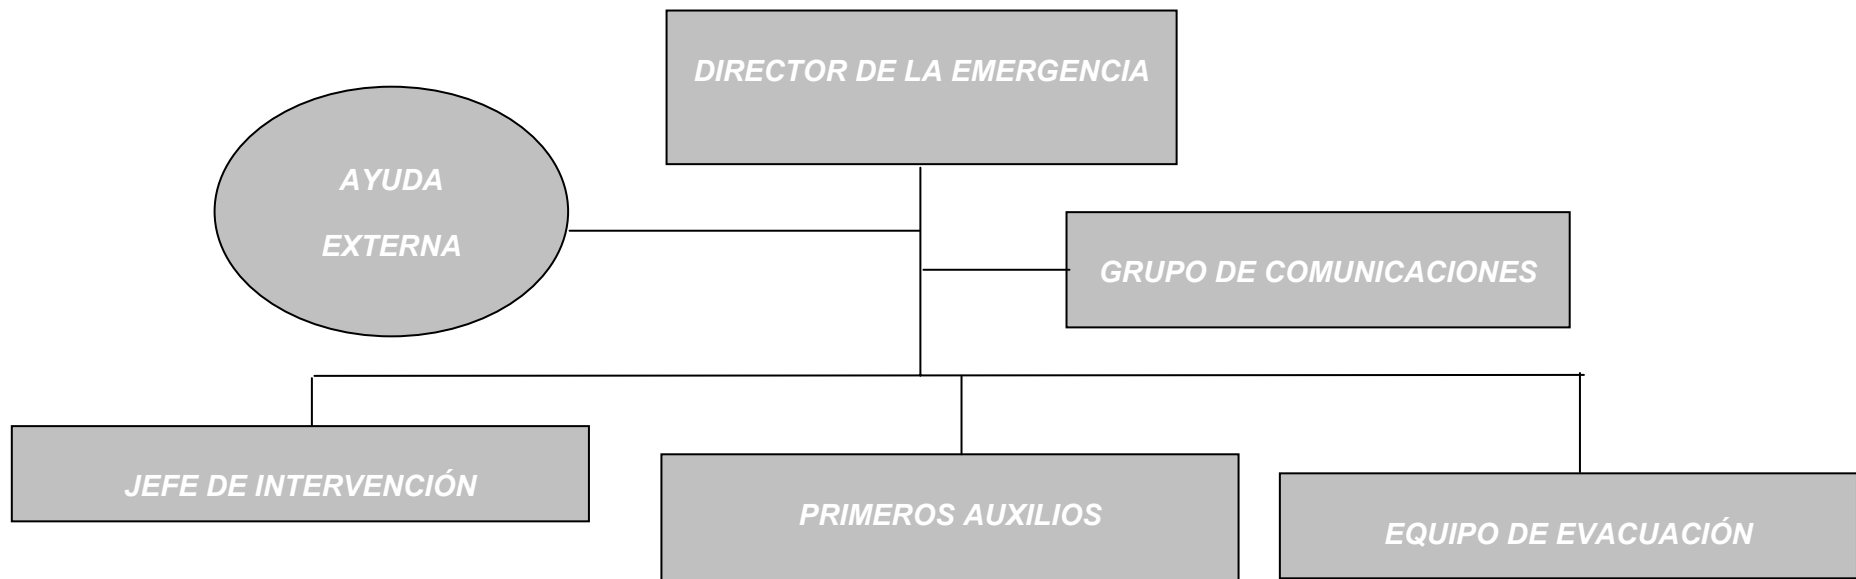 DIRECTOR DE LA EMERGENCIA
AYUDA
EXTERNA
GRUPO DE COMUNICACIONES
JEFE DE INTERVENCIÓN
PRIMEROS AUXILIOS
EQUIPO DE EVACUACIÓN